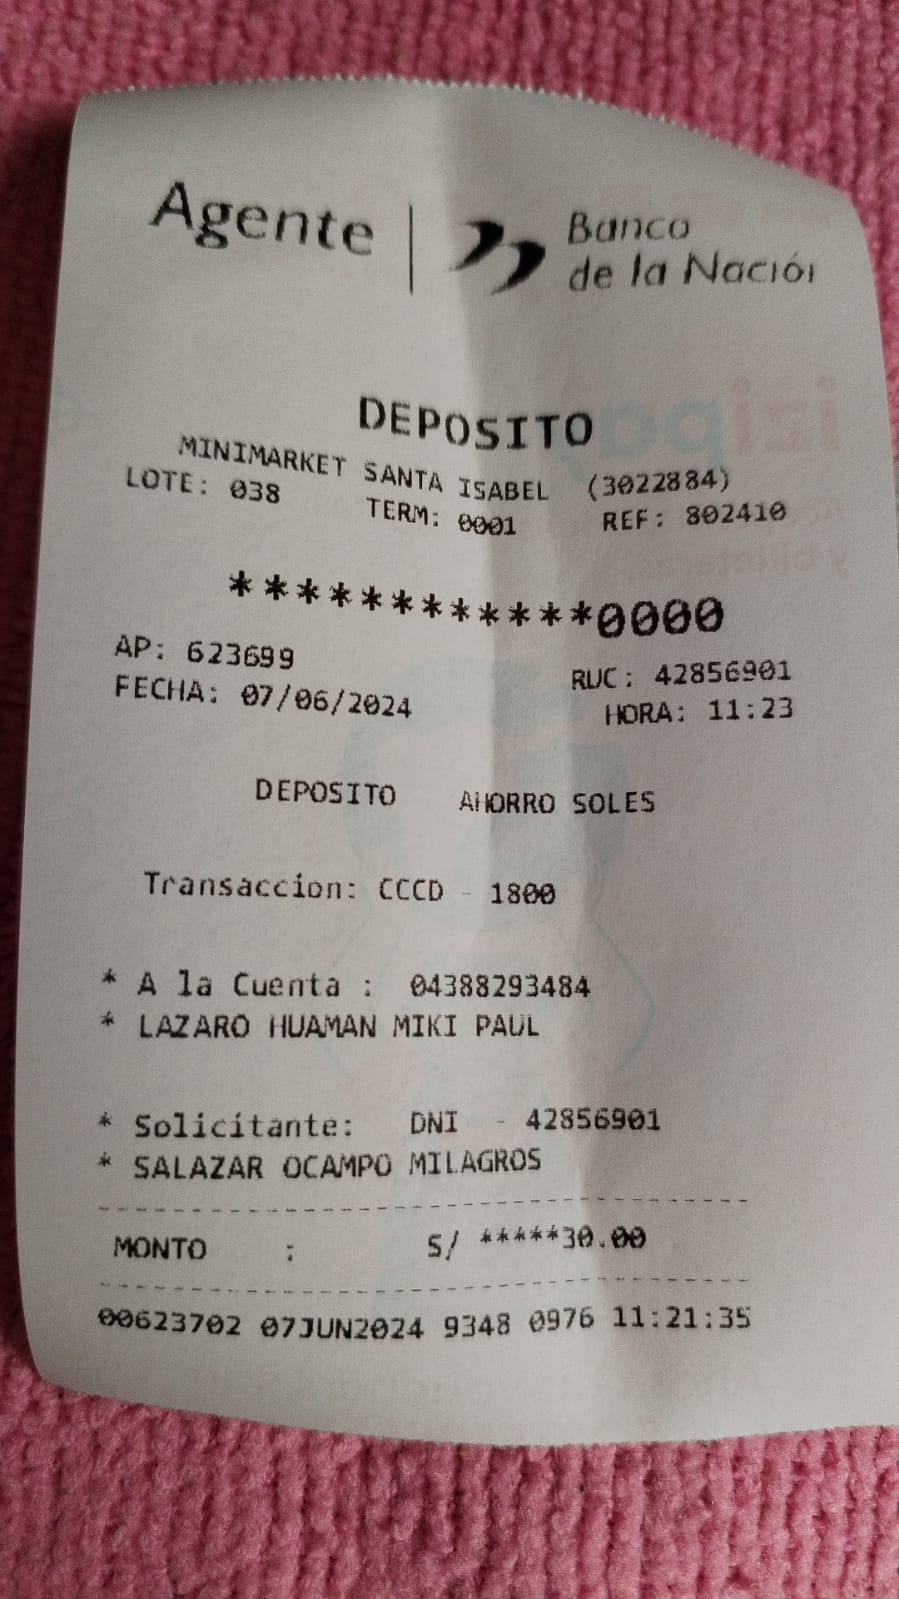 Agente | Banco
de la Nación
DEPOSITO
MINIMARKET SANTA ISABEL (3022884)
LOTE: 038 TERM: 0001 REF: 802410
************0000
AP: 623699 RUC: 42856901
FECHA: 07/06/2024 HORA: 11:23
DEPOSITO AHORRO SOLES
Transaccion: CCCD - 1800
* A la Cuenta : 04388293484
* LAZARO HUAMAN MIKI PAUL
* Solicitante: DNI - 42856901
* SALAZAR OCAMPO MILAGROS
MONTO : S/ *****30.00
00623702 07JUN2024 9348 0976 11:21:35